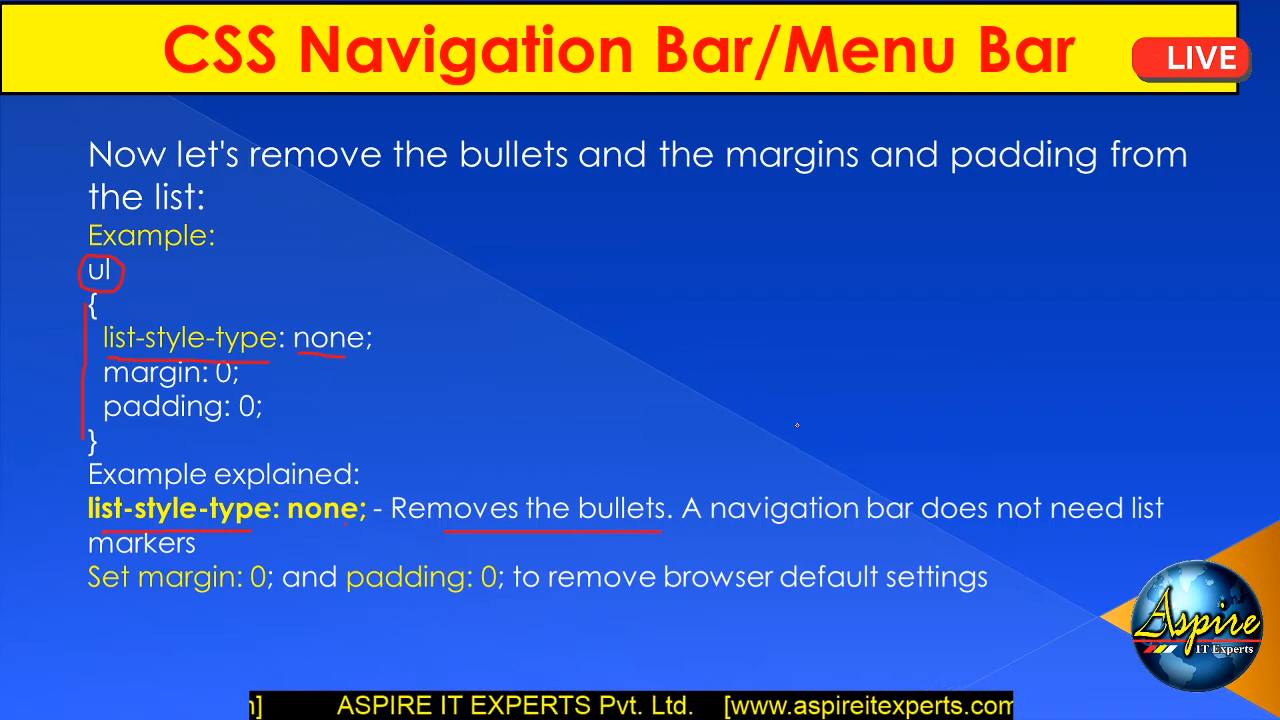 CSS Navigation Bar/Menu Bar
LIVE
Now let's remove the bullets and the margins and padding from
the list:
Example:
ul
{
list-style-type: none;
margin: 0;
padding: 0;
}
Example explained:
list-style-type: none; - Removes the bullets. A navigation bar does not need list
markers
Set margin: 0; and padding: 0; to remove browser default settings
Aspire
IT Experts
] ASPIRE IT EXPERTS Pvt. Ltd. [www.aspireitexperts.com